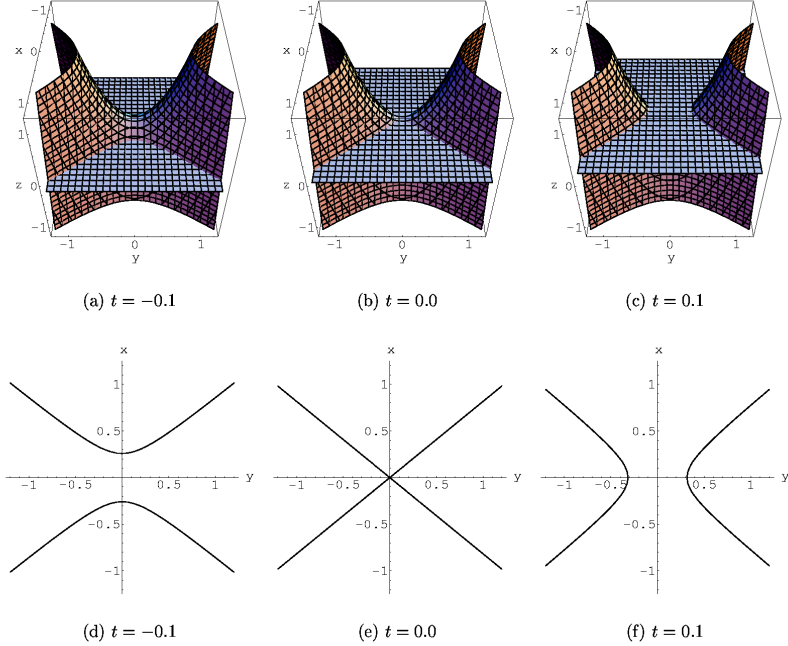 -1 -1 -1
x 0 x 0 x 0
1 1 1
1 1 1
z 0 z 0 z 0
-1 -1 -1
-1 0 1 -1 0 1 -1 0 1
y y y
(a) t = −0.1 (b) t = 0.0 (c) t = 0.1
x x x
1 1 1
0.5 0.5 0.5
y y y
-1 -0.5 0.5 1 -1 -0.5 0.5 1 -1 -0.5 0.5 1
-0.5 -0.5 -0.5
-1 -1 -1
(d) t = −0.1 (e) t = 0.0 (f) t = 0.1